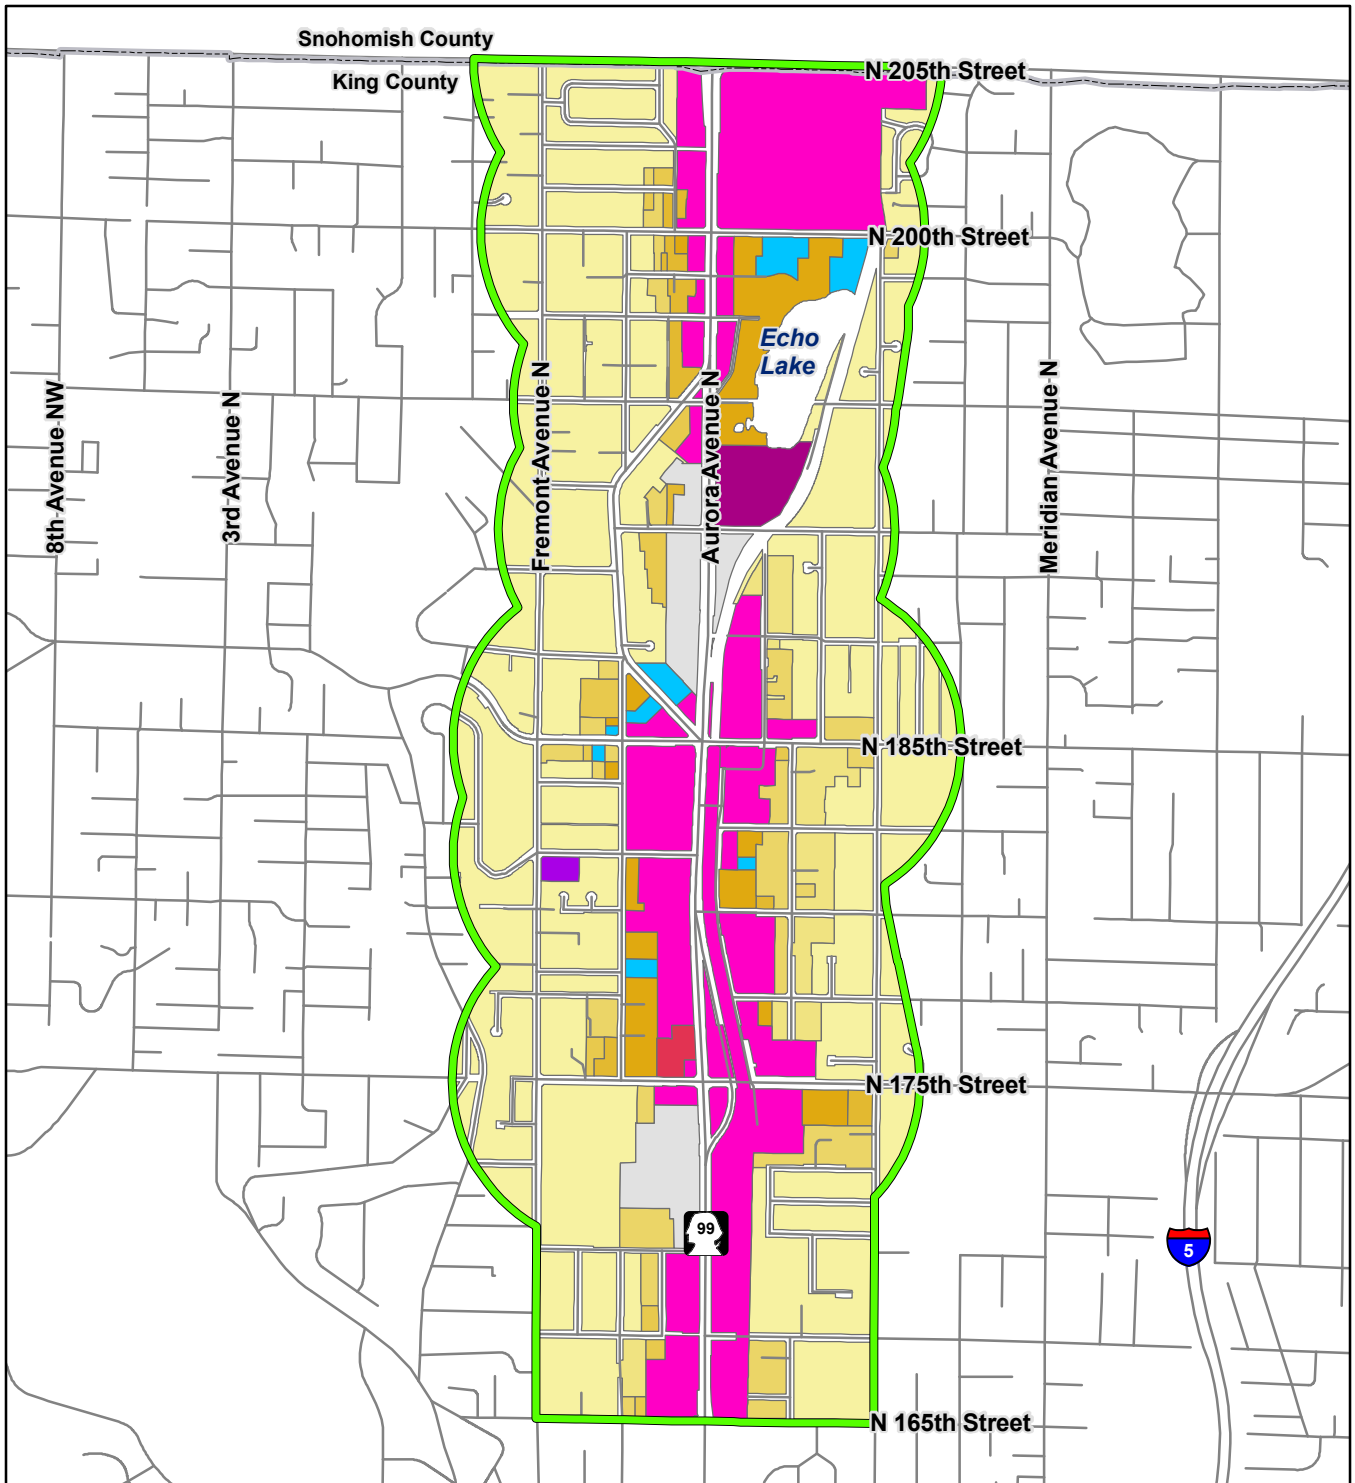 Snohomish County
King County
N 205th Street
N 200th Street
Echo
Lake
8th Avenue NW
3rd Avenue N
Fremont Avenue N
Aurora Avenue N
Meridian Avenue N
N 185th Street
N 175th Street
99
5
N 165th Street